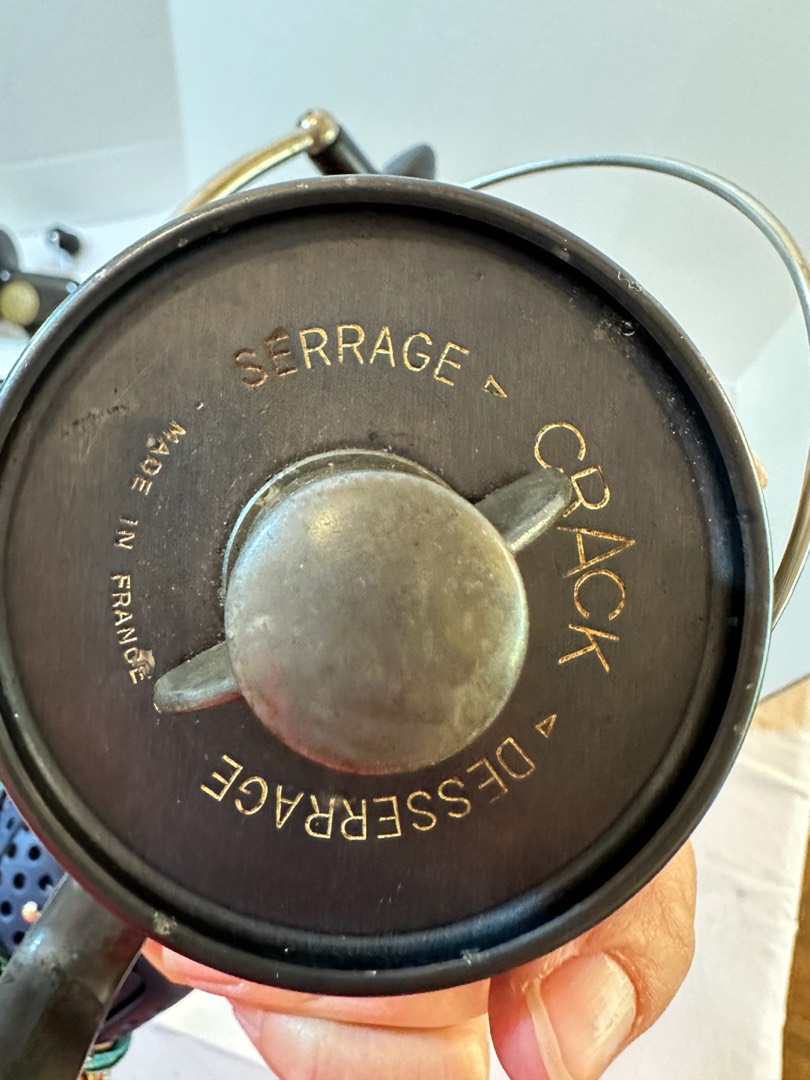 SERRAGE ▹
CRACK
◃ DESSERRAGE
MADE IN FRANCE